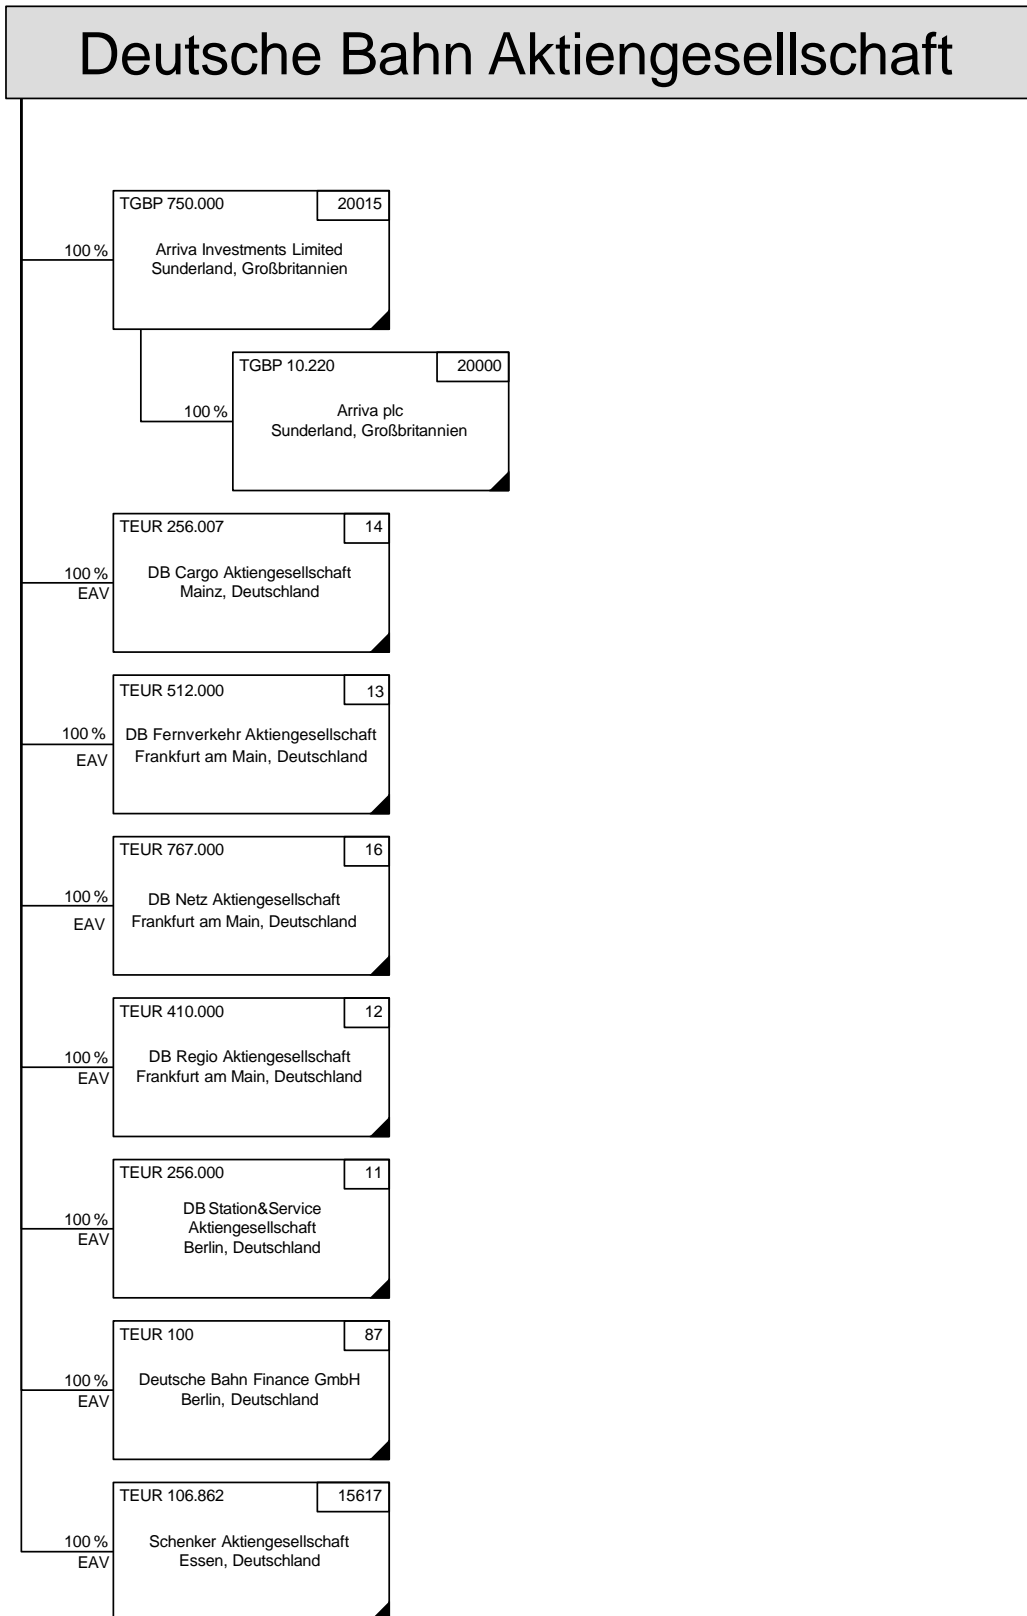 Deutsche Bahn Aktiengesellschaft
TGBP 750.000 20015
100 % Arriva Investments Limited
Sunderland, Großbritannien
TGBP 10.220 20000
100 % Arriva plc
Sunderland, Großbritannien
TEUR 256.007 14
100 % DB Cargo Aktiengesellschaft
EAV Mainz, Deutschland
TEUR 512.000 13
100 % DB Fernverkehr Aktiengesellschaft
EAV Frankfurt am Main, Deutschland
TEUR 767.000 16
100 % DB Netz Aktiengesellschaft
EAV Frankfurt am Main, Deutschland
TEUR 410.000 12
100 % DB Regio Aktiengesellschaft
EAV Frankfurt am Main, Deutschland
TEUR 256.000 11
DB Station&Service
100 % Aktiengesellschaft
EAV Berlin, Deutschland
TEUR 100 87
100 % Deutsche Bahn Finance GmbH
EAV Berlin, Deutschland
TEUR 106.862 15617
100 % Schenker Aktiengesellschaft
EAV Essen, Deutschland